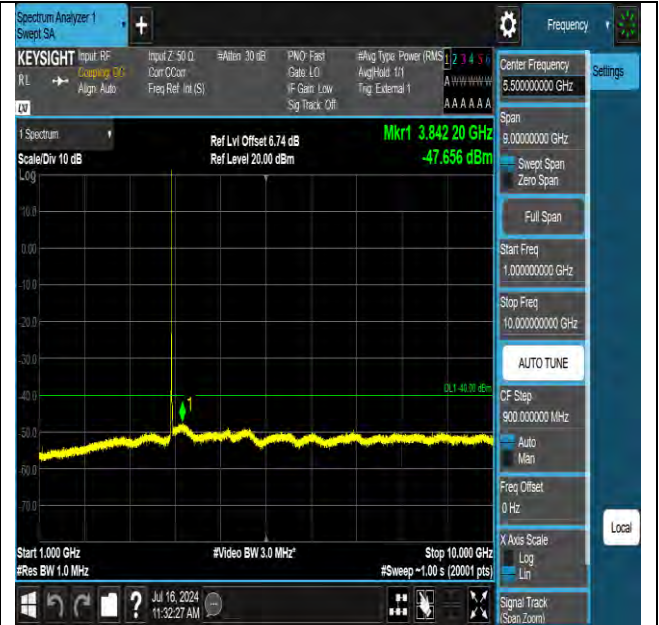 Spectrum Analyzer 1
Swept SA
+
Frequency
KEYSIGHT
RL
Input: RF
Coupling: DC
Align: Auto
Input Z: 50 Ω
Corr CCorr
Freq Ref: Int (S)
#Atten: 30 dB
PNO: Fast
Gate: LO
IF Gain: Low
Sig Track: Off
#Avg Type: Power (RMS
Avg|Hold: 1/1
Trig: External 1
1 2 3 4 5 6
A W W W W W
A A A A A A
LXI
1 Spectrum
Scale/Div 10 dB
Log
Ref Lvl Offset 6.74 dB
Ref Level 20.00 dBm
Mkr1 3.842 20 GHz
-47.656 dBm
10.0
0.00
-10.0
-20.0
-40.0
-50.0
-60.0
-70.0
1
Start 1.000 GHz
#Res BW 1.0 MHz
#Video BW 3.0 MHz*
Stop 10.000 GHz
#Sweep ~1.00 s (20001 pts)
Center Frequency
5.500000000 GHz
Settings
Span
9.00000000 GHz
Swept Span
Zero Span
Full Span
Start Freq
1.000000000 GHz
Stop Freq
10.000000000 GHz
AUTO TUNE
CF Step
900.000000 MHz
Auto
Man
Freq Offset
0 Hz
X Axis Scale
Log
Lin
Local
Signal Track
(Span Zoom)
?
Jul 16, 2024
11:32:27 AM